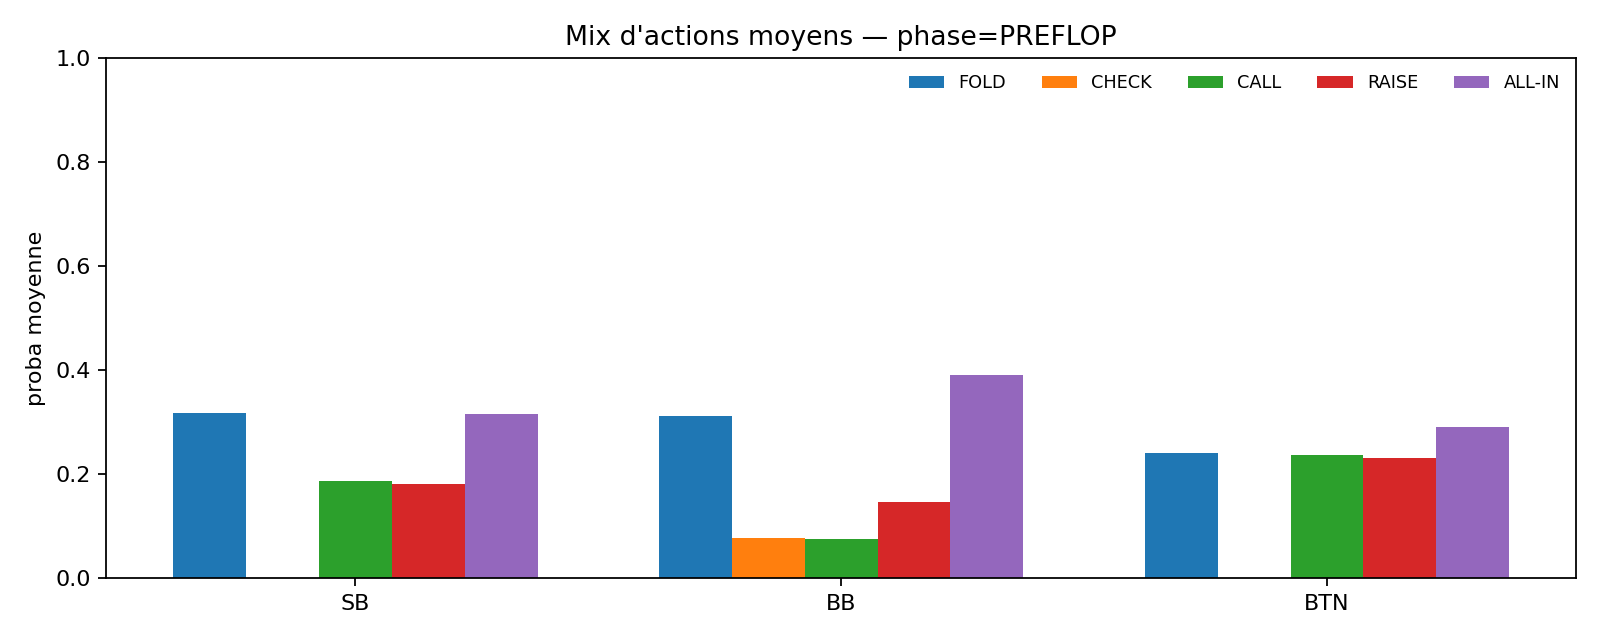 Mix d'actions moyens — phase=PREFLOP
FOLD CHECK CALL RAISE ALL-IN
proba moyenne
1.0
0.8
0.6
0.4
0.2
0.0
SB BB BTN